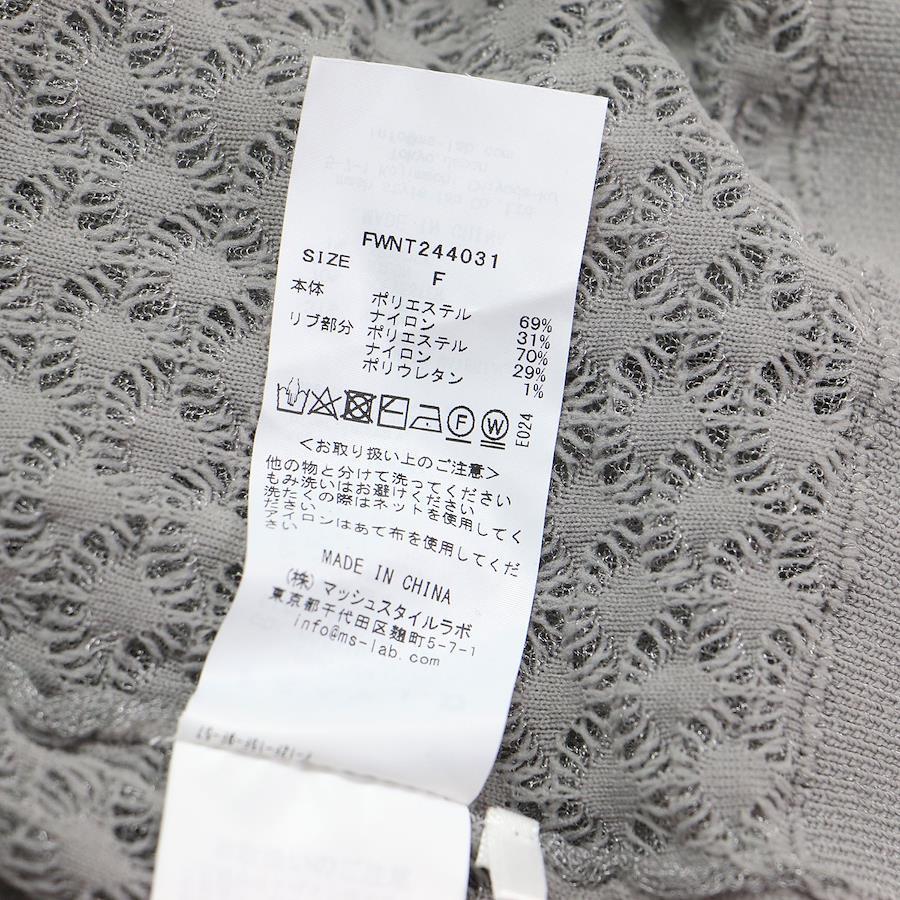 FWNT244031
SIZE F
本体 ポリエステル 69%
ナイロン 31%
リブ部分 ポリエステル 70%
ナイロン 29%
ポリウレタン 1%
F W E024
<お取り扱い上のご注意>
他の物と分けて洗ってください
もみ洗いはお避けください
洗たくの際はネットを使用してく
ださい
アイロンはあて布を使用してくだ
さい
MADE IN CHINA
(株)マッシュスタイルラボ
東京都千代田区麹町5-7-1
info@ms-lab.com